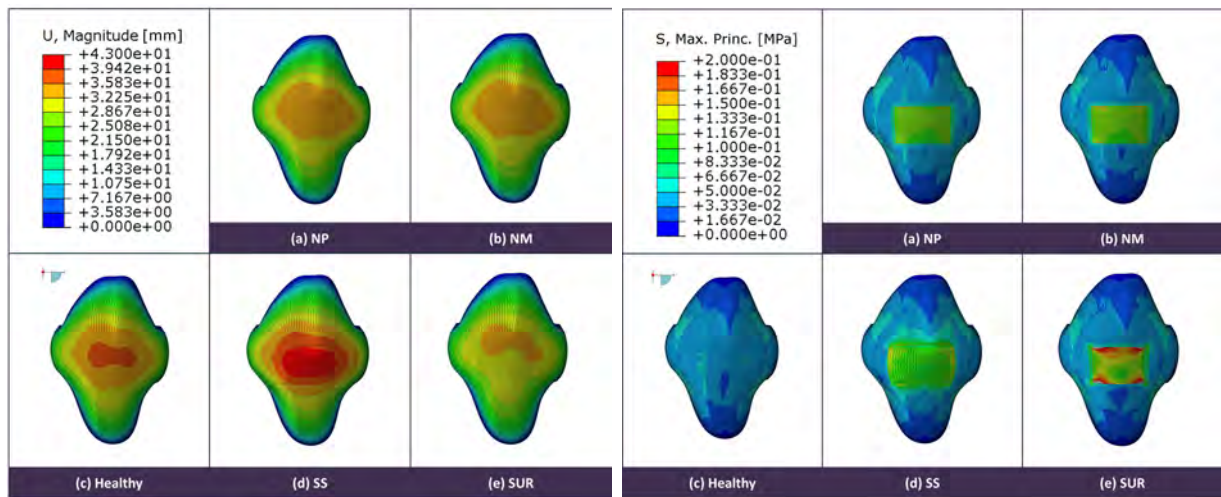 U, Magnitude [mm]
+4.300e+01
+3.942e+01
+3.583e+01
+3.225e+01
+2.867e+01
+2.508e+01
+2.150e+01
+1.792e+01
+1.433e+01
+1.075e+01
+7.167e+00
+3.583e+00
+0.000e+00
(a) NP
(b) NM
(c) Healthy
(d) SS
(e) SUR
S, Max. Princ. [MPa]
+2.000e-01
+1.833e-01
+1.667e-01
+1.500e-01
+1.333e-01
+1.167e-01
+1.000e-01
+8.333e-02
+6.667e-02
+5.000e-02
+3.333e-02
+1.667e-02
+0.000e+00
(a) NP
(b) NM
(c) Healthy
(d) SS
(e) SUR